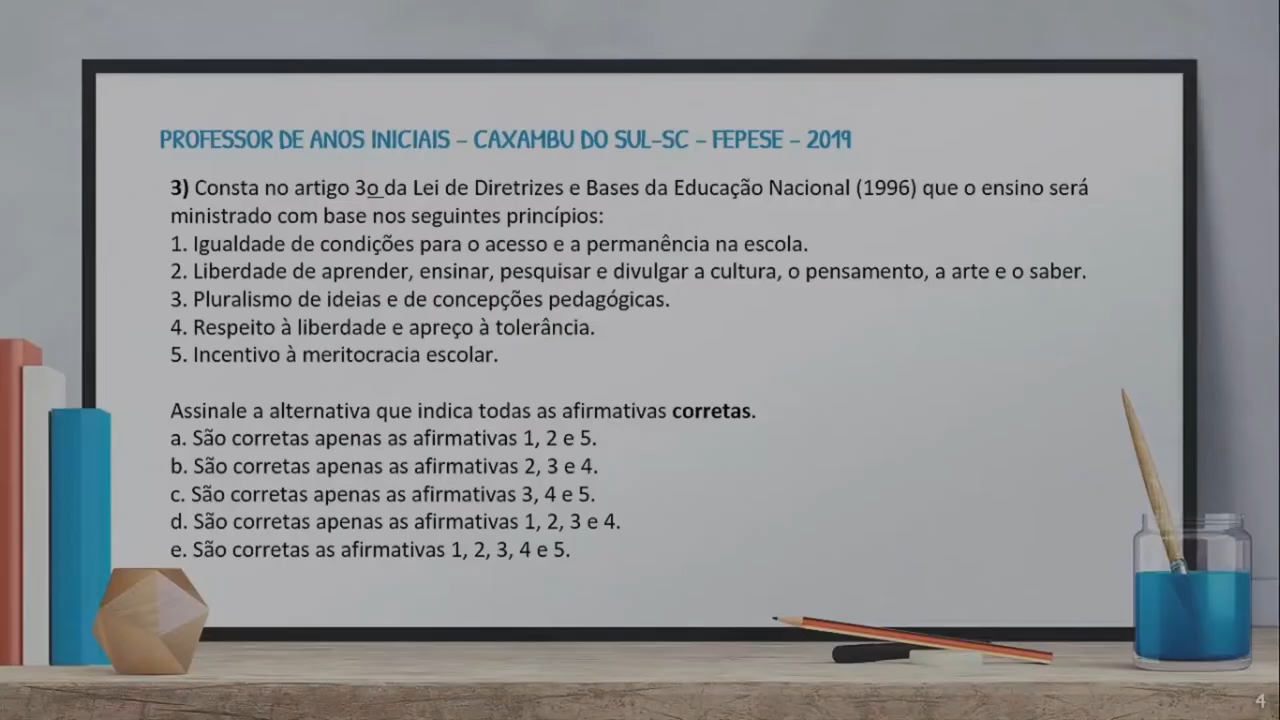 PROFESSOR DE ANOS INICIAIS – CAXAMBU DO SUL-SC – FEPESE – 2019
3) Consta no artigo 3o da Lei de Diretrizes e Bases da Educação Nacional (1996) que o ensino será
ministrado com base nos seguintes princípios:
1. Igualdade de condições para o acesso e a permanência na escola.
2. Liberdade de aprender, ensinar, pesquisar e divulgar a cultura, o pensamento, a arte e o saber.
3. Pluralismo de ideias e de concepções pedagógicas.
4. Respeito à liberdade e apreço à tolerância.
5. Incentivo à meritocracia escolar.
Assinale a alternativa que indica todas as afirmativas corretas.
a. São corretas apenas as afirmativas 1, 2 e 5.
b. São corretas apenas as afirmativas 2, 3 e 4.
c. São corretas apenas as afirmativas 3, 4 e 5.
d. São corretas apenas as afirmativas 1, 2, 3 e 4.
e. São corretas as afirmativas 1, 2, 3, 4 e 5.
4